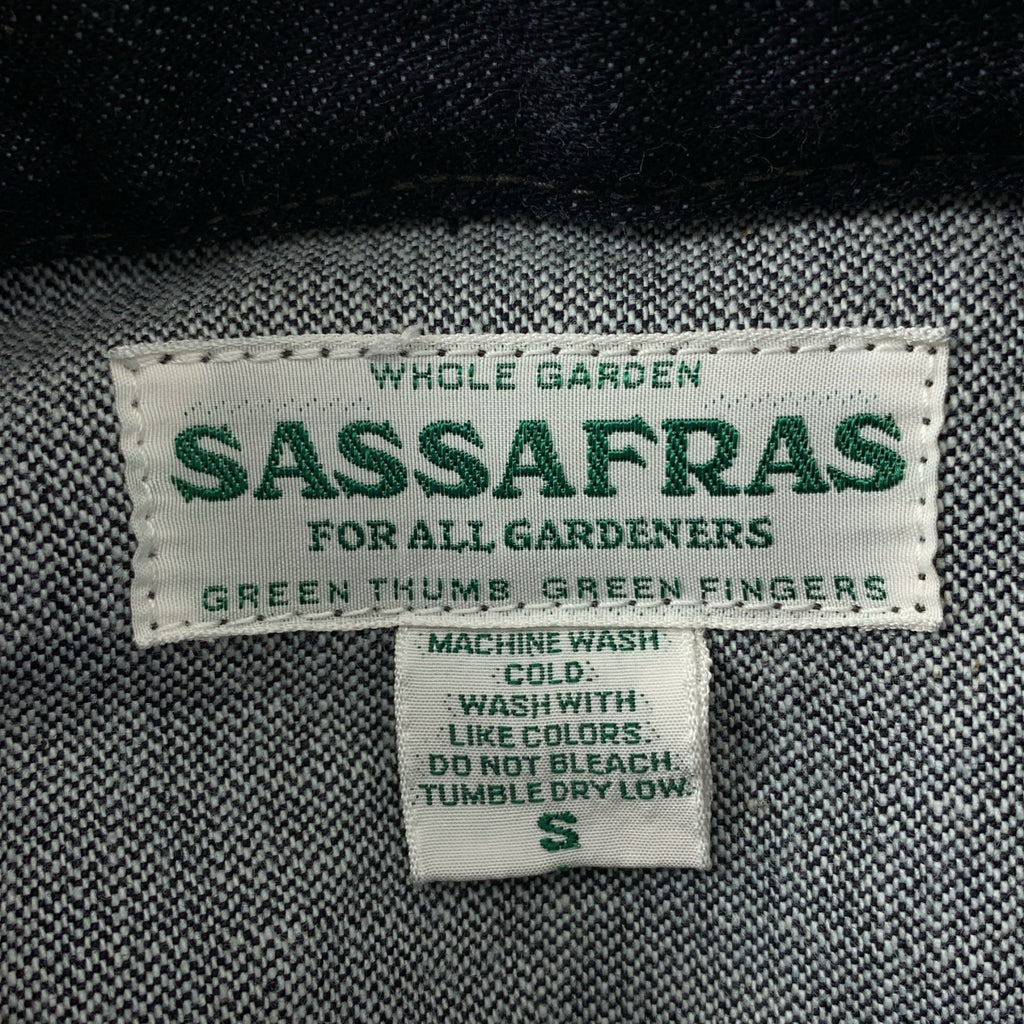 WHOLE GARDEN
SASSAFRAS
FOR ALL GARDENERS
GREEN THUMB GREEN FINGERS
MACHINE WASH
COLD
WASH WITH
LIKE COLORS
DO NOT BLEACH
TUMBLE DRY LOW
S